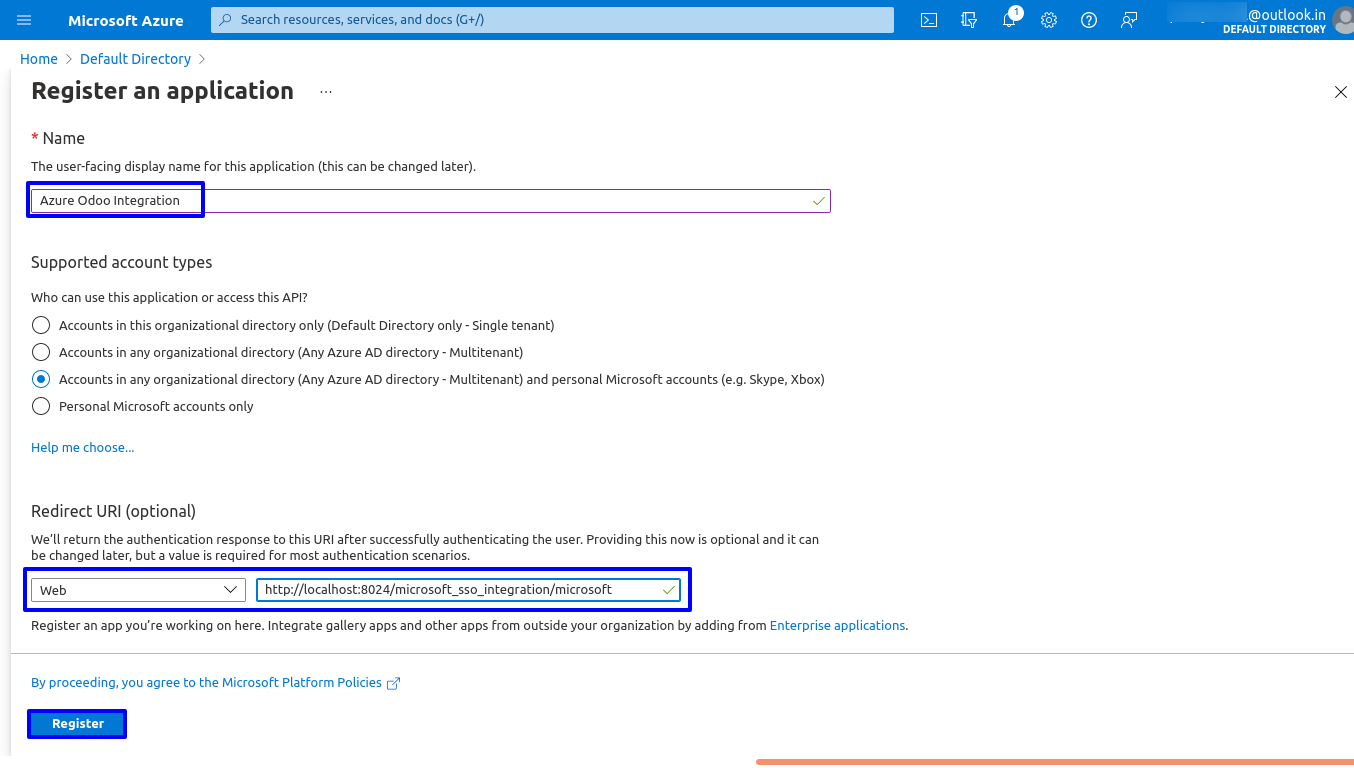 Microsoft Azure
Search resources, services, and docs (G+/)
1
@outlook.in
DEFAULT DIRECTORY
Home > Default Directory >
Register an application ...
* Name
The user-facing display name for this application (this can be changed later).
Azure Odoo Integration
Supported account types
Who can use this application or access this API?
Accounts in this organizational directory only (Default Directory only - Single tenant)
Accounts in any organizational directory (Any Azure AD directory - Multitenant)
Accounts in any organizational directory (Any Azure AD directory - Multitenant) and personal Microsoft accounts (e.g. Skype, Xbox)
Personal Microsoft accounts only
Help me choose...
Redirect URI (optional)
We'll return the authentication response to this URI after successfully authenticating the user. Providing this now is optional and it can
be changed later, but a value is required for most authentication scenarios.
Web
http://localhost:8024/microsoft_sso_integration/microsoft
Register an app you're working on here. Integrate gallery apps and other apps from outside your organization by adding from Enterprise applications.
By proceeding, you agree to the Microsoft Platform Policies
Register